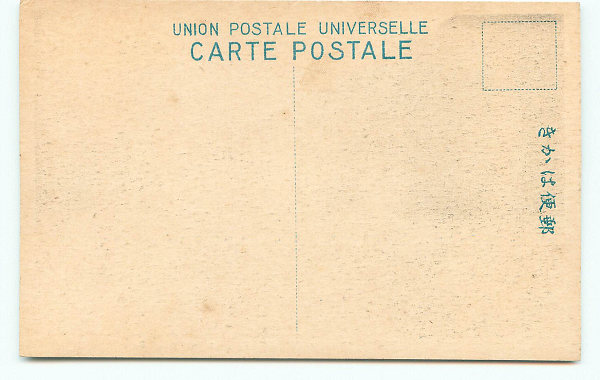 UNION POSTALE UNIVERSELLE
CARTE POSTALE
きかは便郵